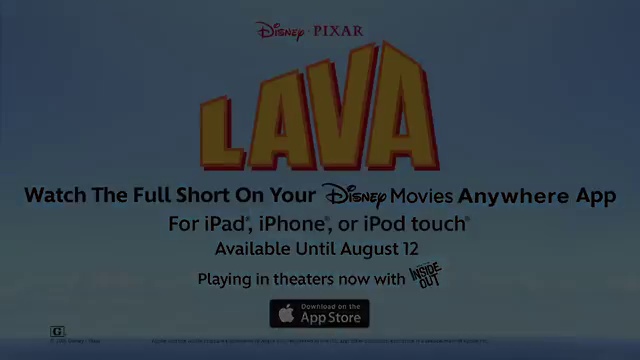 Disney · PIXAR
LAVA
Watch The Full Short On Your Disney Movies Anywhere App
For iPad®, iPhone®, or iPod touch®
Available Until August 12
Playing in theaters now with INSIDE OUT
Download on the
App Store
G